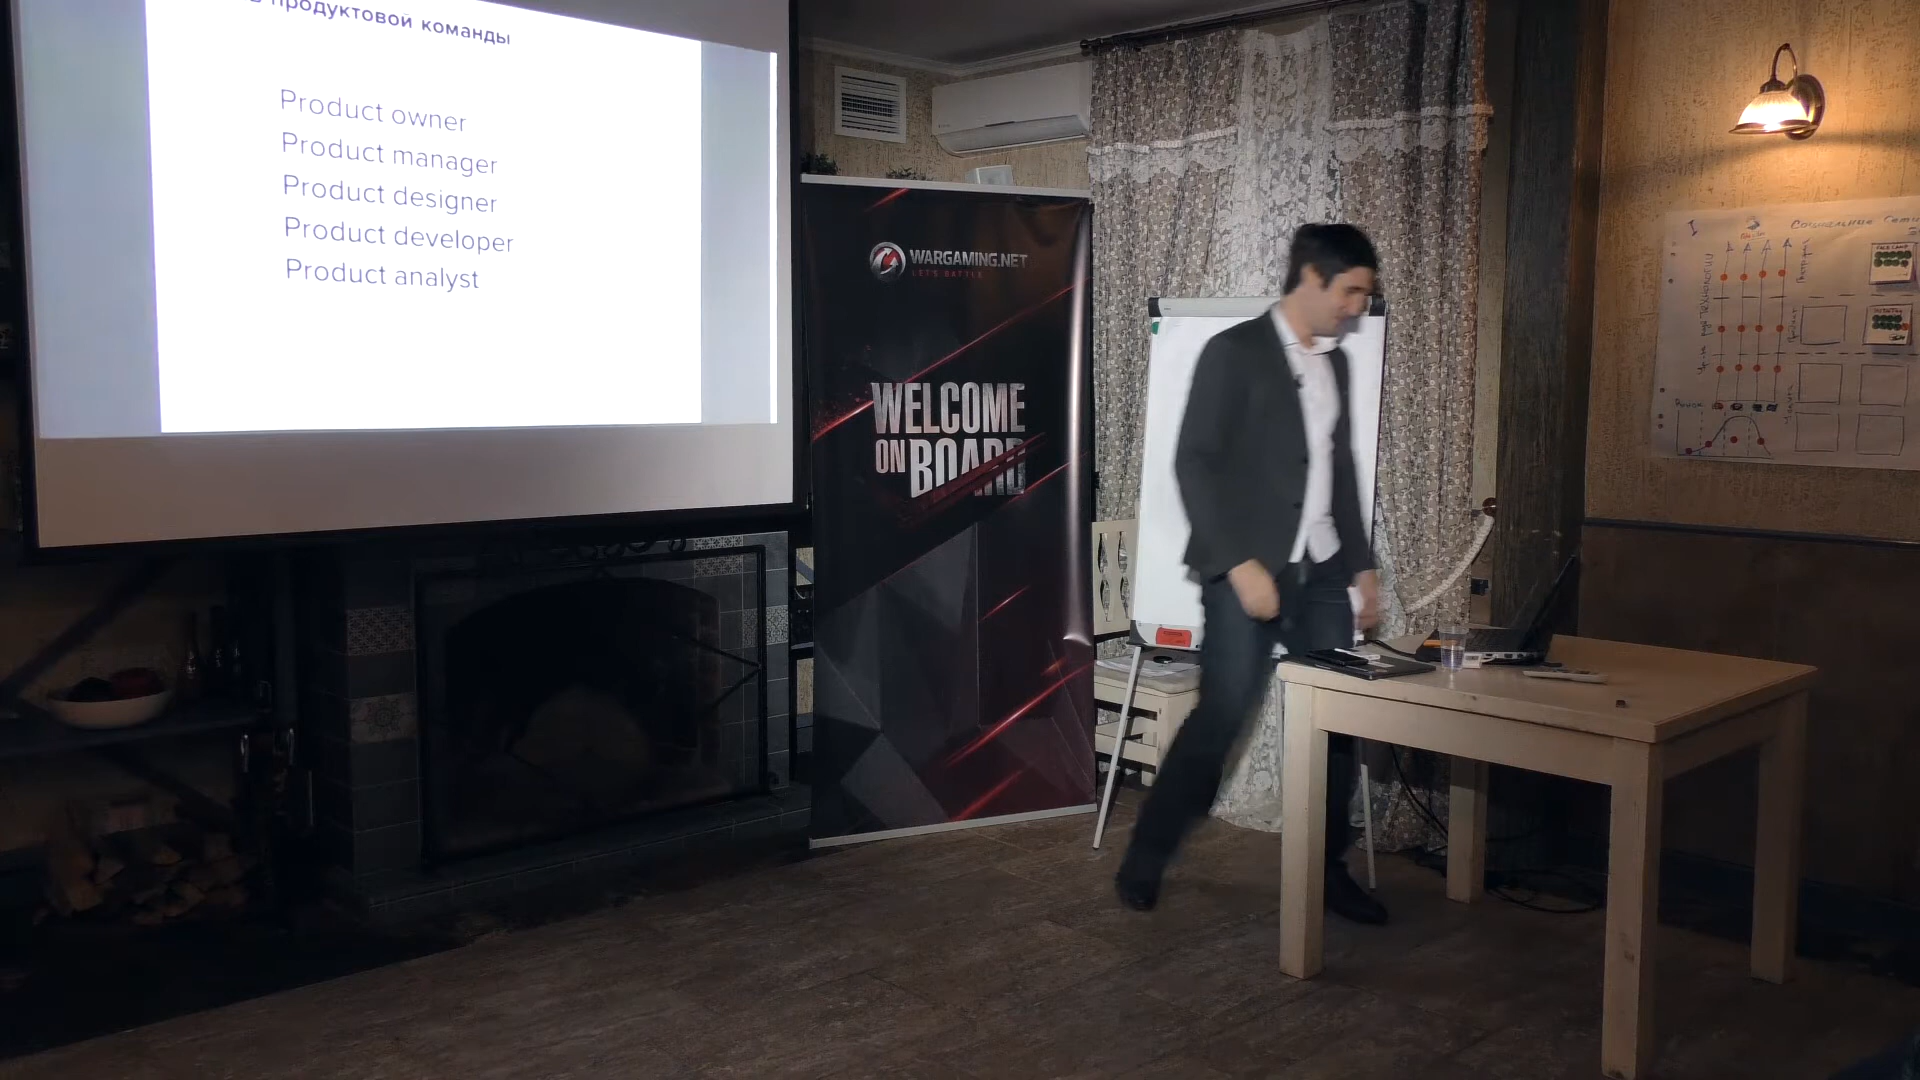 продуктовой команды
Product owner
Product manager
Product designer
Product developer
Product analyst
WARGAMING.NET
LET'S BATTLE
WELCOME
ON BOARD
Социальные